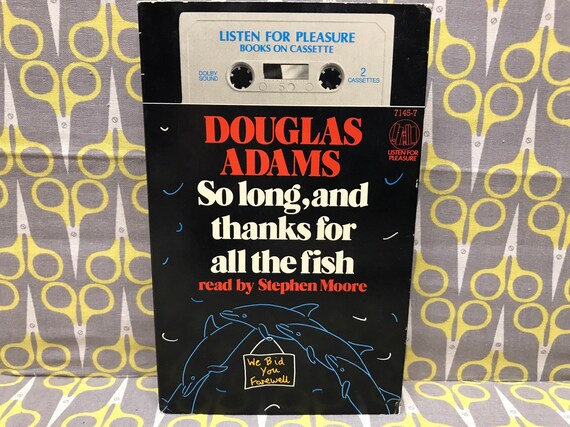 LISTEN FOR PLEASURE
BOOKS ON CASSETTE
DOLBY
SOUND
2
CASSETTES
7145-7
LISTEN FOR
PLEASURE
DOUGLAS
ADAMS
So long, and
thanks for
all the fish
read by Stephen Moore
We Bid
You
Farewell